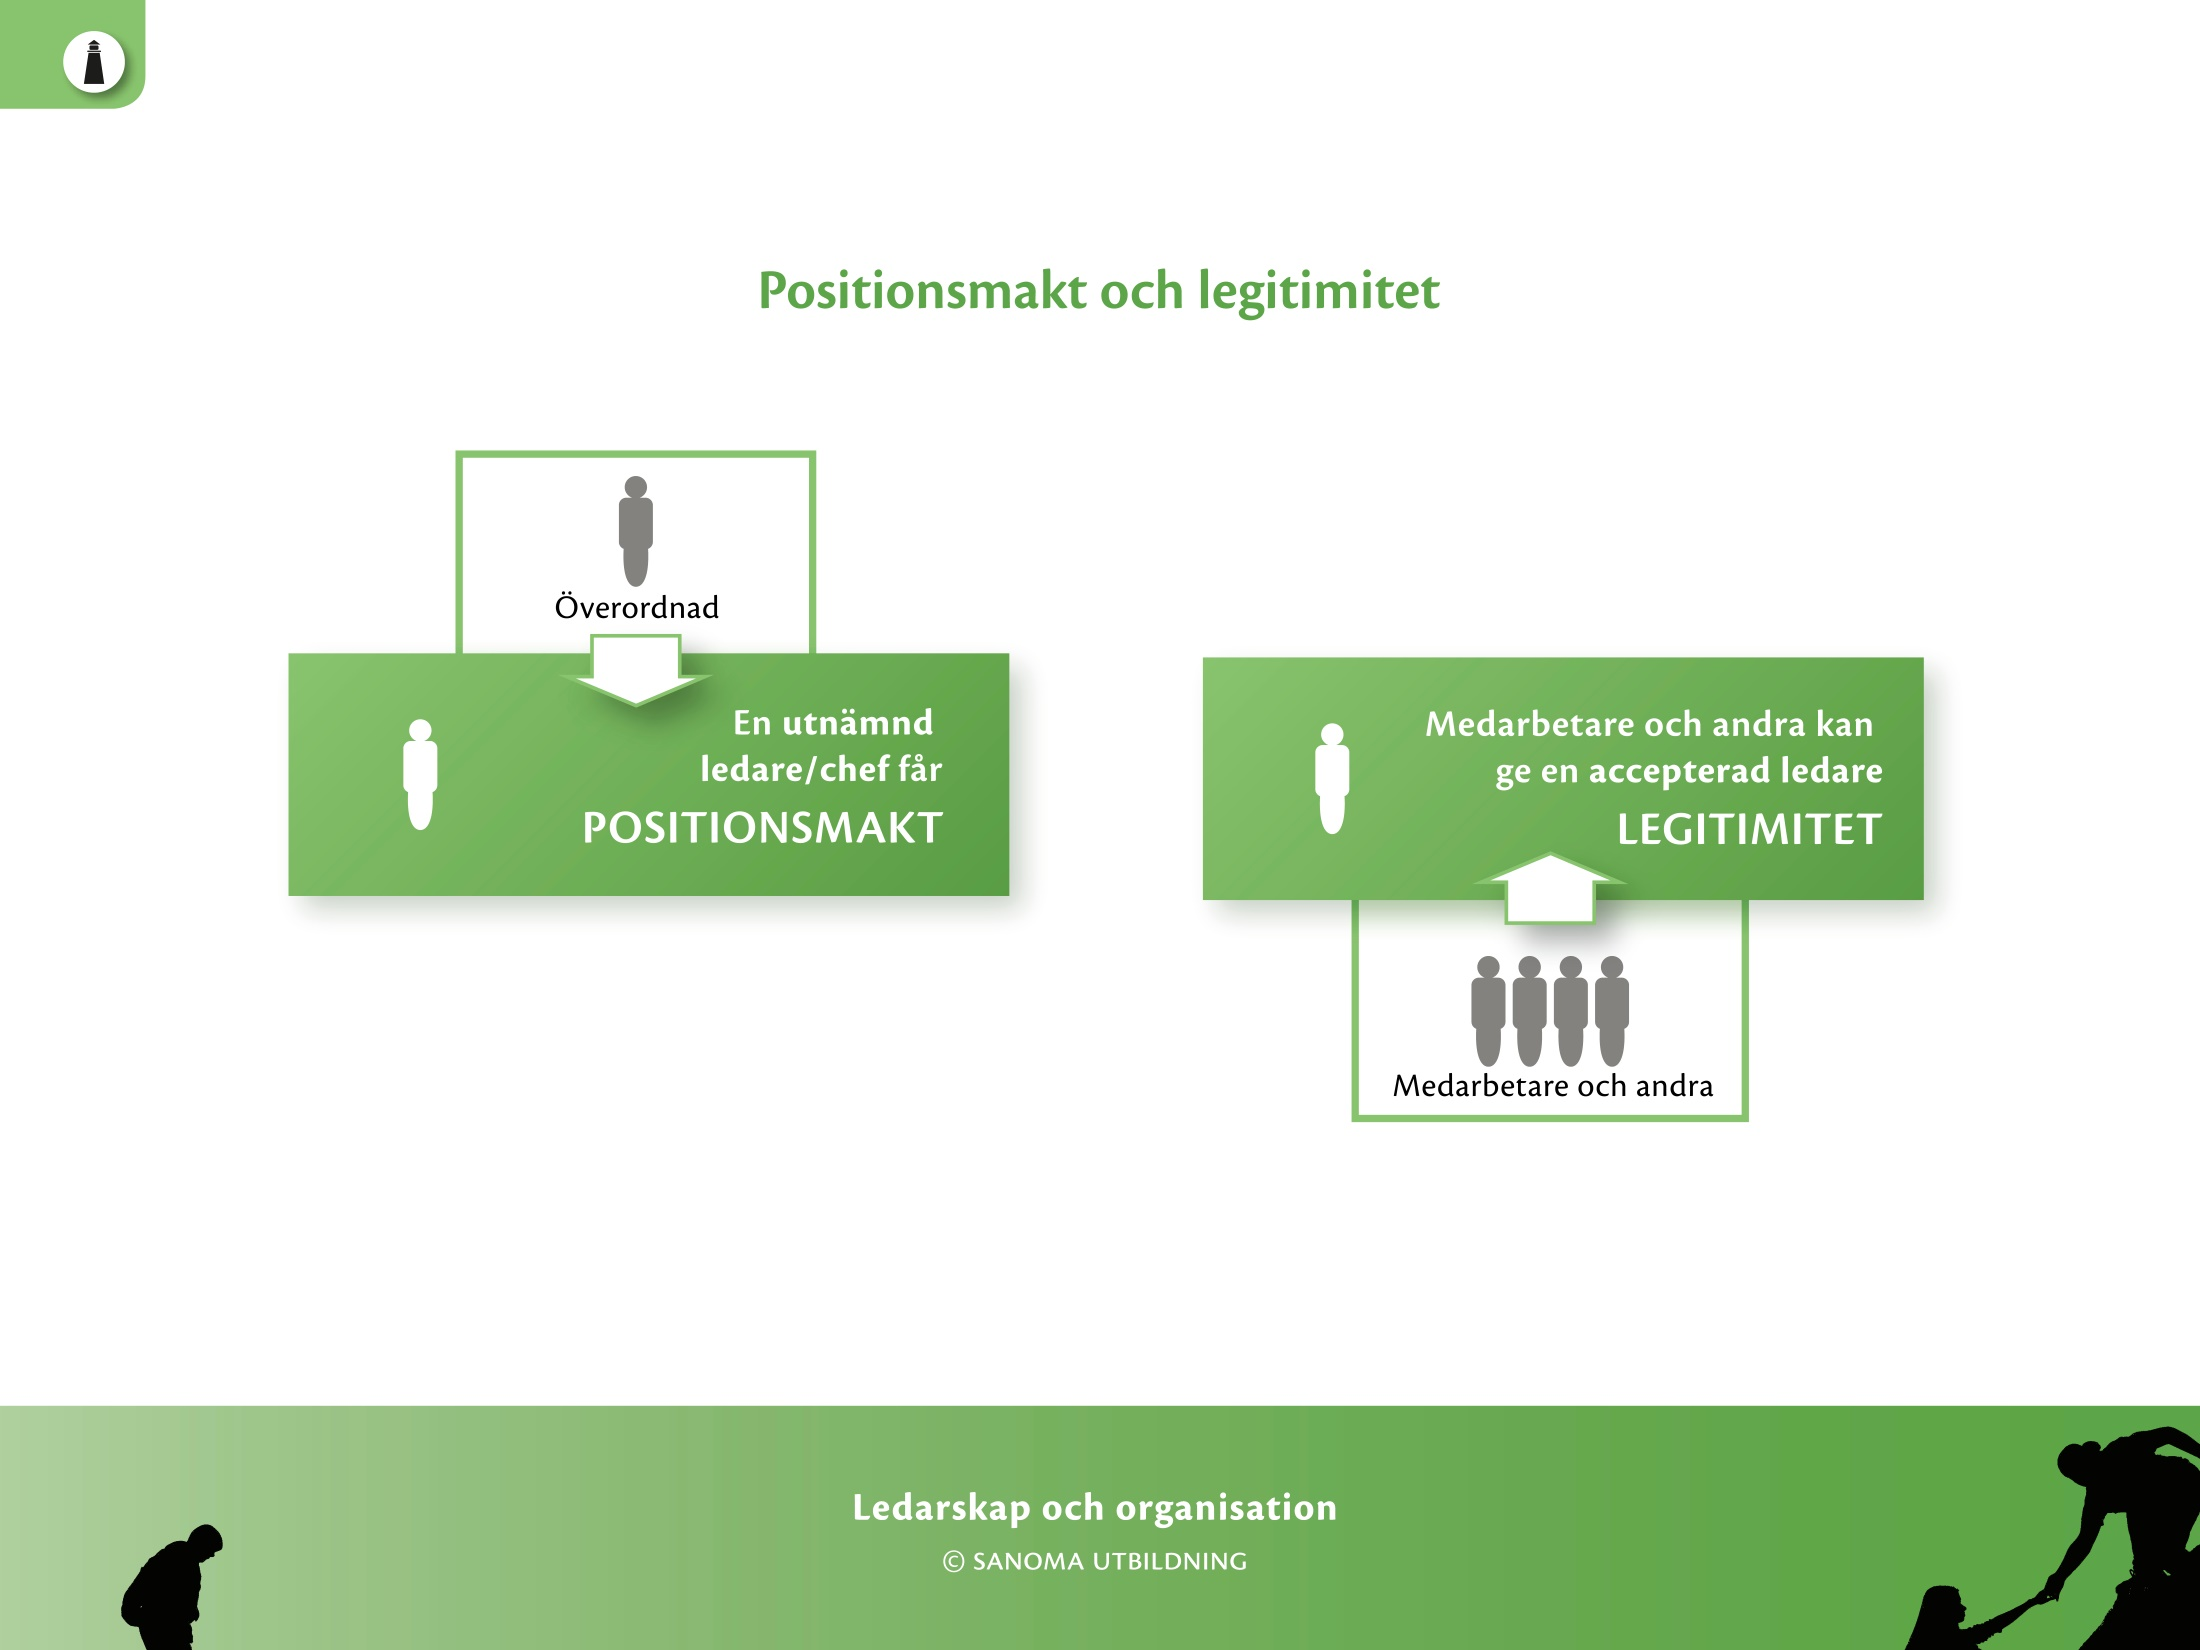 Positionsmakt och legitimitet
Överordnad
En utnämnd
ledare/chef får
POSITIONSMAKT
Medarbetare och andra kan
ge en accepterad ledare
LEGITIMITET
Medarbetare och andra
Ledarskap och organisation
© SANOMA UTBILDNING